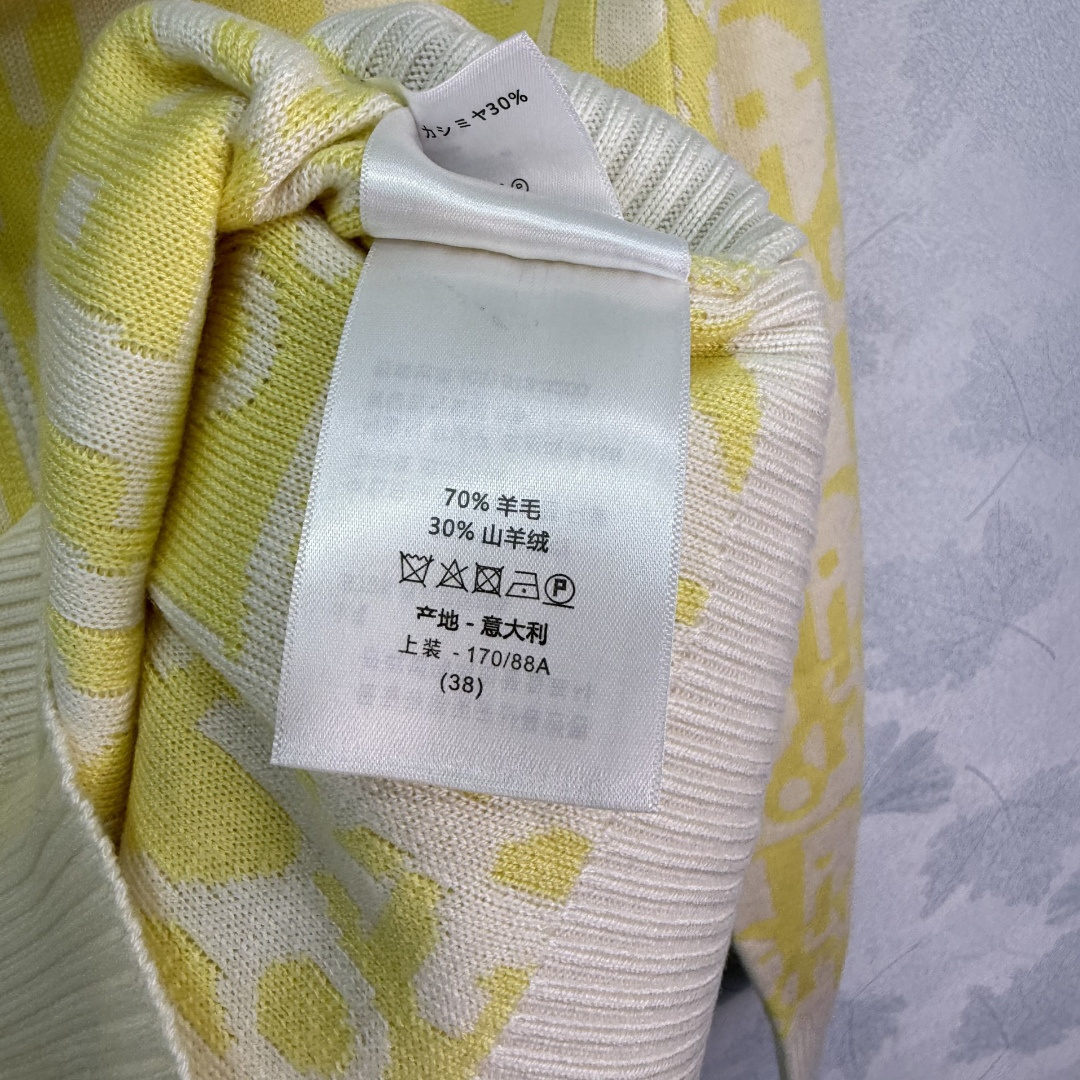 カシミヤ30%
70% 羊毛
30% 山羊绒
P
产地 - 意大利
上装 - 170/88A
(38)